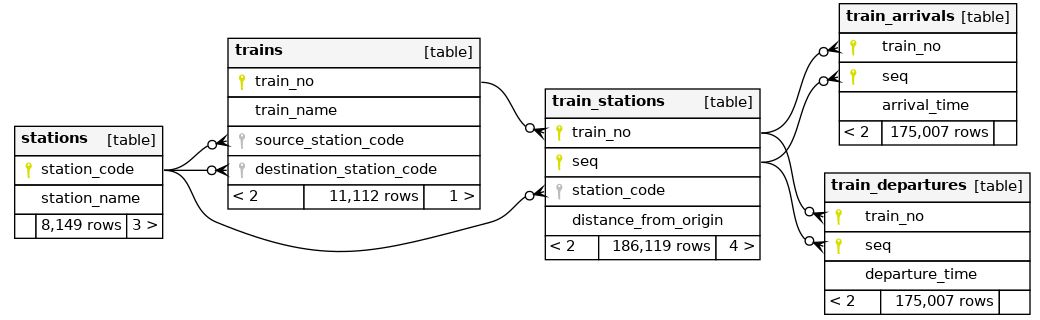 stations [table]
station_code
station_name
8,149 rows 3 >
trains [table]
train_no
train_name
source_station_code
destination_station_code
< 2 11,112 rows 1 >
train_stations [table]
train_no
seq
station_code
distance_from_origin
< 2 186,119 rows 4 >
train_arrivals [table]
train_no
seq
arrival_time
< 2 175,007 rows
train_departures [table]
train_no
seq
departure_time
< 2 175,007 rows